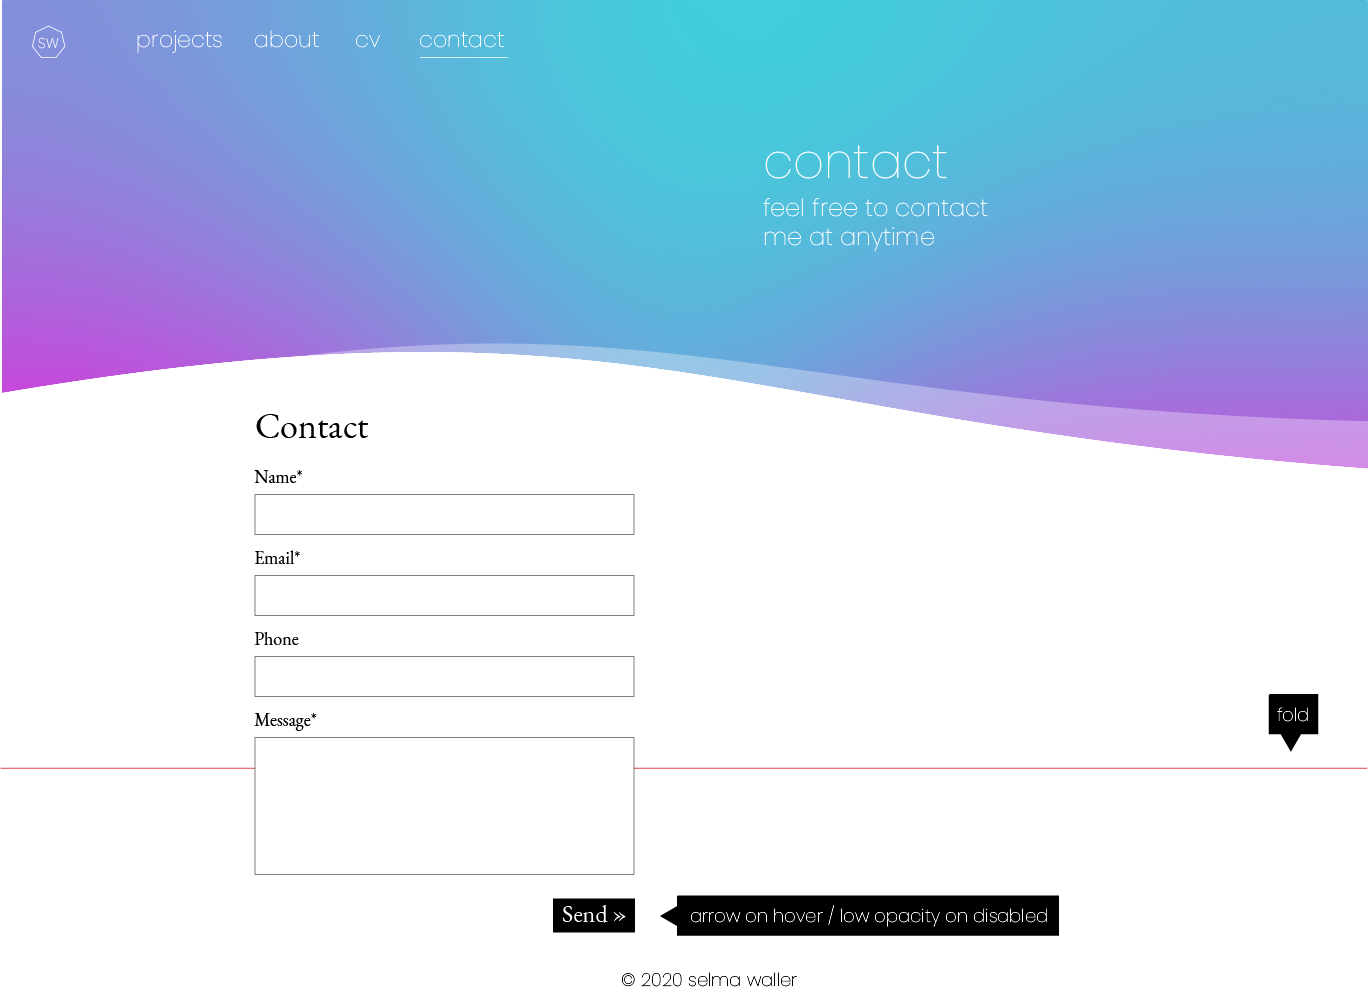 SW
projects about cv contact
contact
feel free to contact
me at anytime
Contact
Name*
Email*
Phone
Message*
fold
Send »
arrow on hover / low opacity on disabled
© 2020 selma waller